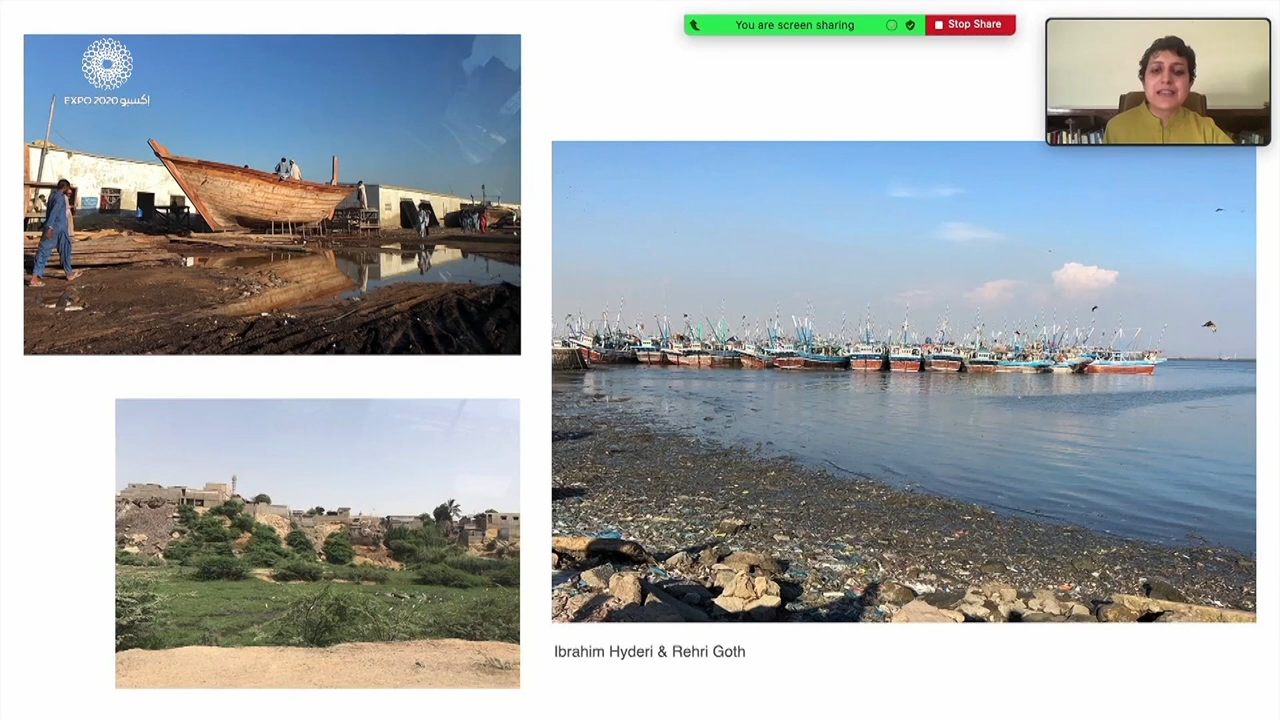 You are screen sharing
Stop Share
EXPO 2020 إكسبو
Ibrahim Hyderi & Rehri Goth